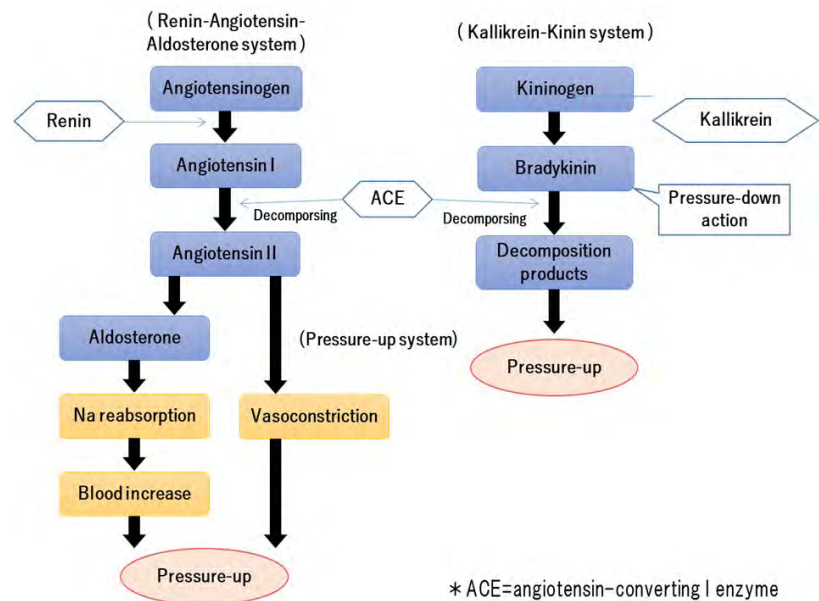 ( Renin-Angiotensin-
Aldosterone system )
Angiotensinogen
Renin
Angiotensin I
Decomporsing
ACE
Angiotensin II
Aldosterone
(Pressure-up system)
Na reabsorption
Vasoconstriction
Blood increase
Pressure-up
( Kallikrein-Kinin system)
Kininogen
Kallikrein
Bradykinin
Pressure-down
action
Decomporsing
Decomposition
products
Pressure-up
* ACE=angiotensin-converting I enzyme